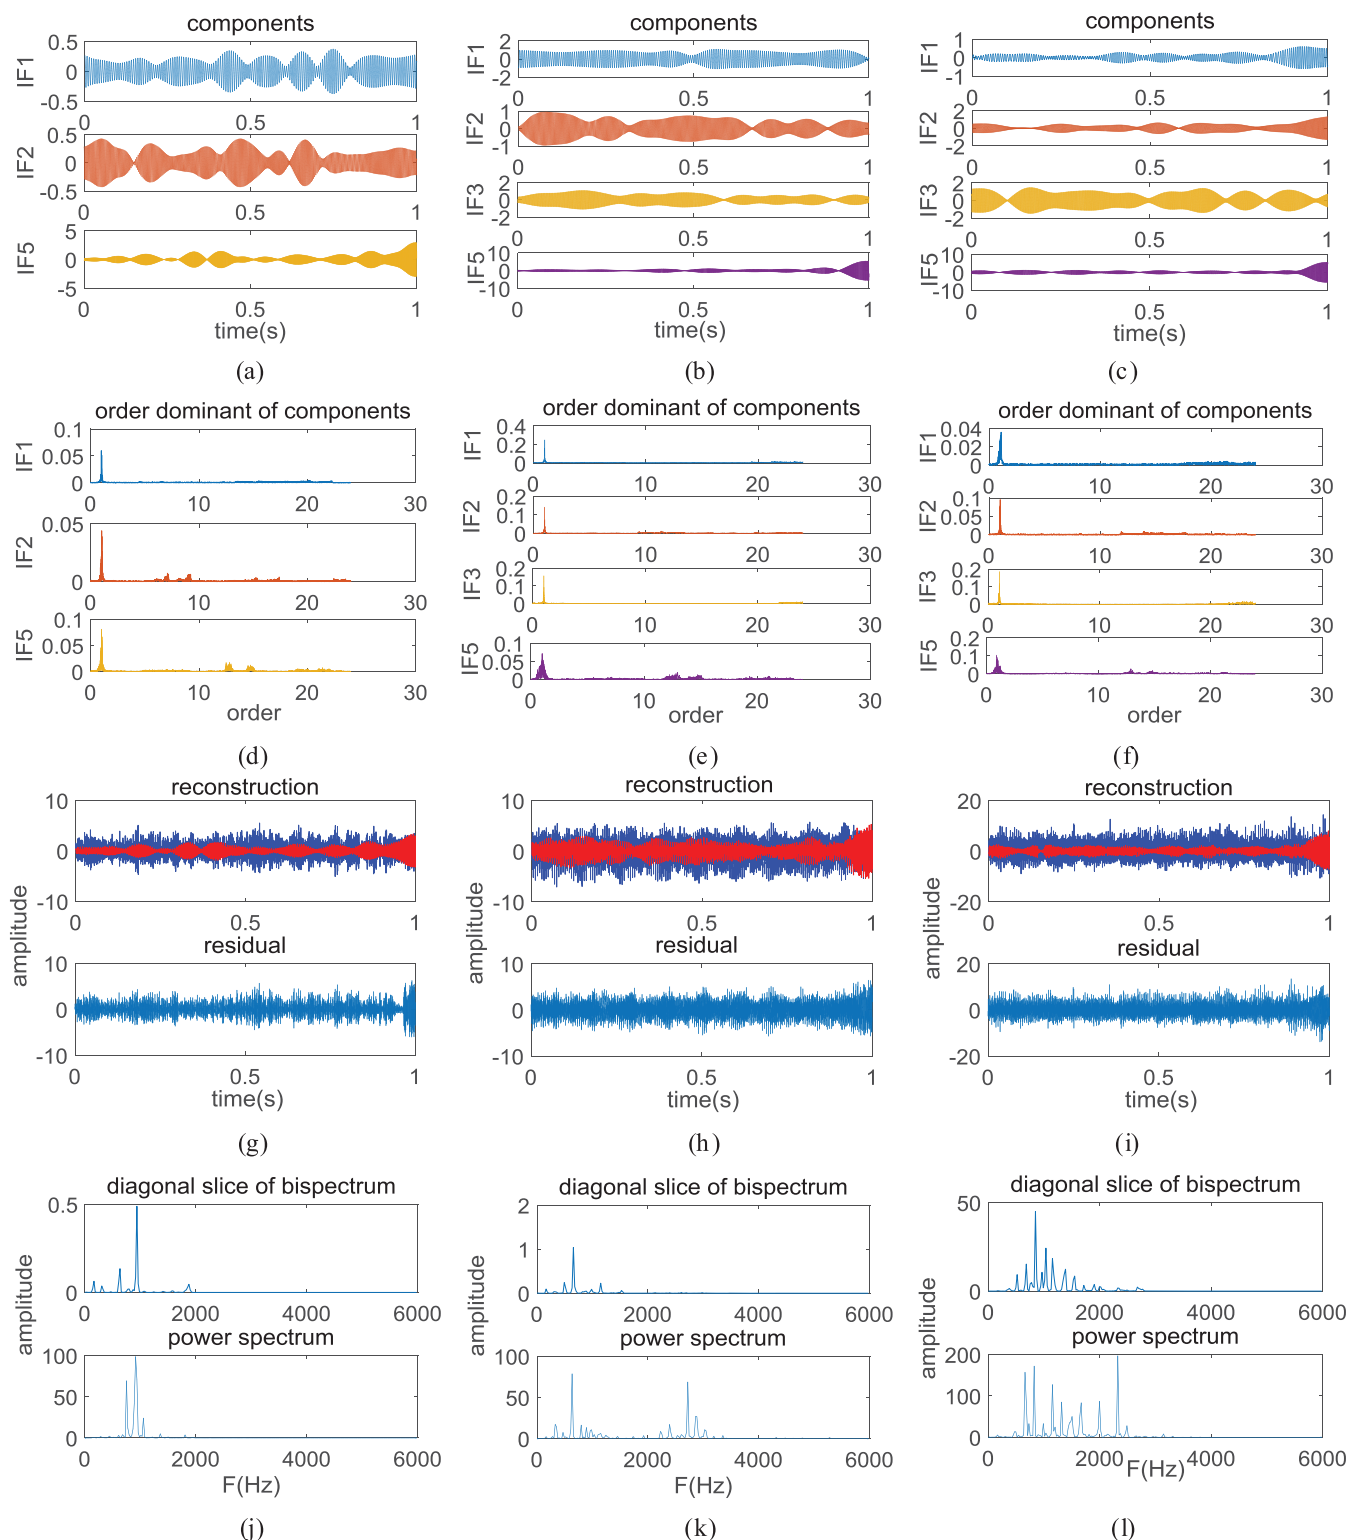 components
IF1
0.5
0
-0.5
0 0.5 1
IF2
0.5
0
-0.5
0 0.5 1
IF5
5
0
-5
0 0.5 1
time(s)
(a)
components
IF1
2
0
-2
0 0.5 1
IF2
1
0
-1
0 0.5 1
IF3
2
0
-2
0 0.5 1
IF5
10
0
-10
0 0.5 1
time(s)
(b)
components
IF1
1
0
-1
0 0.5 1
IF2
2
0
-2
0 0.5 1
IF3
2
0
-2
0 0.5 1
IF5
10
0
-10
0 0.5 1
time(s)
(c)
order dominant of components
IF1
0.1
0.05
0
0 10 20 30
IF2
0.05
0
0 10 20 30
IF5
0.1
0.05
0
0 10 20 30
order
(d)
order dominant of components
IF1
0.4
0.2
0
0 10 20 30
IF2
0.2
0.1
0
0 10 20 30
IF3
0.2
0.1
0
0 10 20 30
IF5
0.1
0.05
0
0 10 20 30
order
(e)
order dominant of components
IF1
0.04
0.02
0
0 10 20 30
IF2
0.1
0.05
0
0 10 20 30
IF3
0.2
0.1
0
0 10 20 30
IF5
0.2
0.1
0
0 10 20 30
order
(f)
reconstruction
10
0
-10
0 0.5 1
amplitude
residual
10
0
-10
0 0.5 1
time(s)
(g)
reconstruction
10
0
-10
0 0.5 1
amplitude
residual
10
0
-10
0 0.5 1
time(s)
(h)
reconstruction
20
0
-20
0 0.5 1
amplitude
residual
20
0
-20
0 0.5 1
time(s)
(i)
diagonal slice of bispectrum
0.5
0
0 2000 4000 6000
amplitude
power spectrum
100
50
0
0 2000 4000 6000
F(Hz)
(j)
diagonal slice of bispectrum
2
1
0
0 2000 4000 6000
amplitude
power spectrum
100
50
0
0 2000 4000 6000
F(Hz)
(k)
diagonal slice of bispectrum
50
0
0 2000 4000 6000
amplitude
power spectrum
200
100
0
0 2000 4000 6000
F(Hz)
(l)